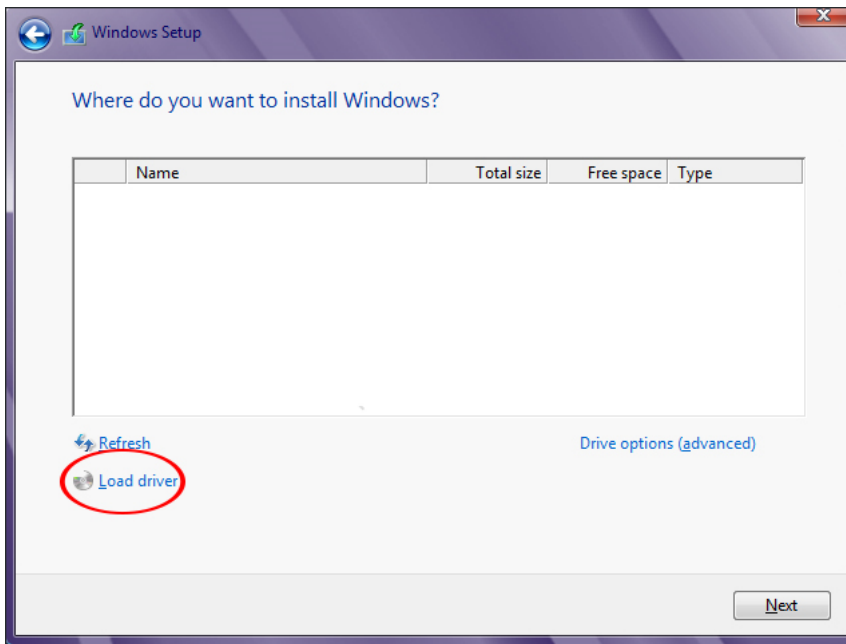 Windows Setup
Where do you want to install Windows?
Name Total size Free space Type
Refresh Drive options (advanced)
Load driver
Next